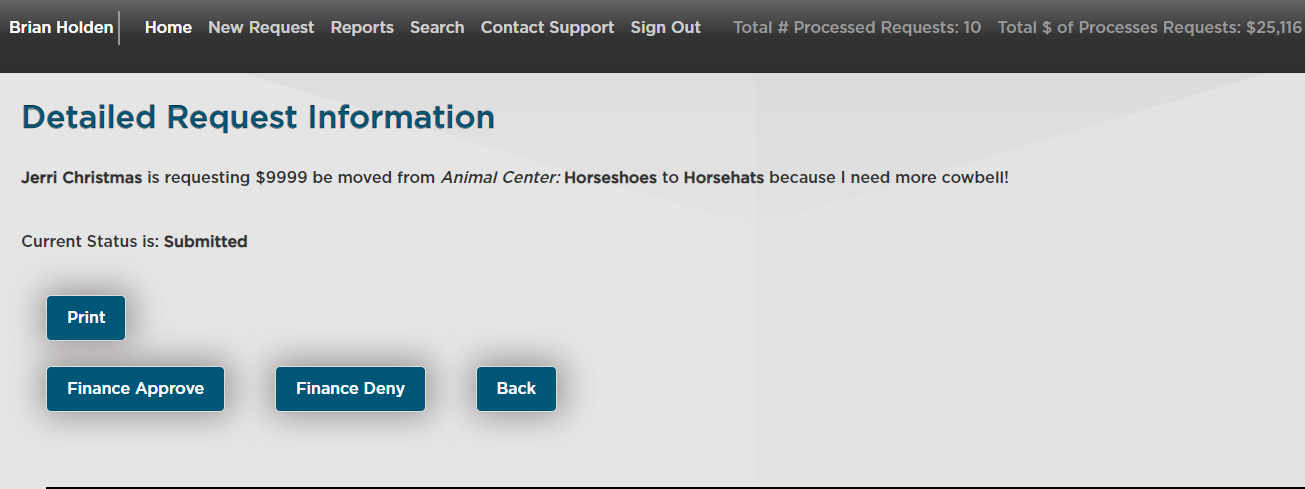 Brian Holden Home New Request Reports Search Contact Support Sign Out Total # Processed Requests: 10 Total $ of Processes Requests: $25,116
Detailed Request Information
Jerri Christmas is requesting $9999 be moved from Animal Center: Horseshoes to Horsehats because I need more cowbell!
Current Status is: Submitted
Print
Finance Approve Finance Deny Back